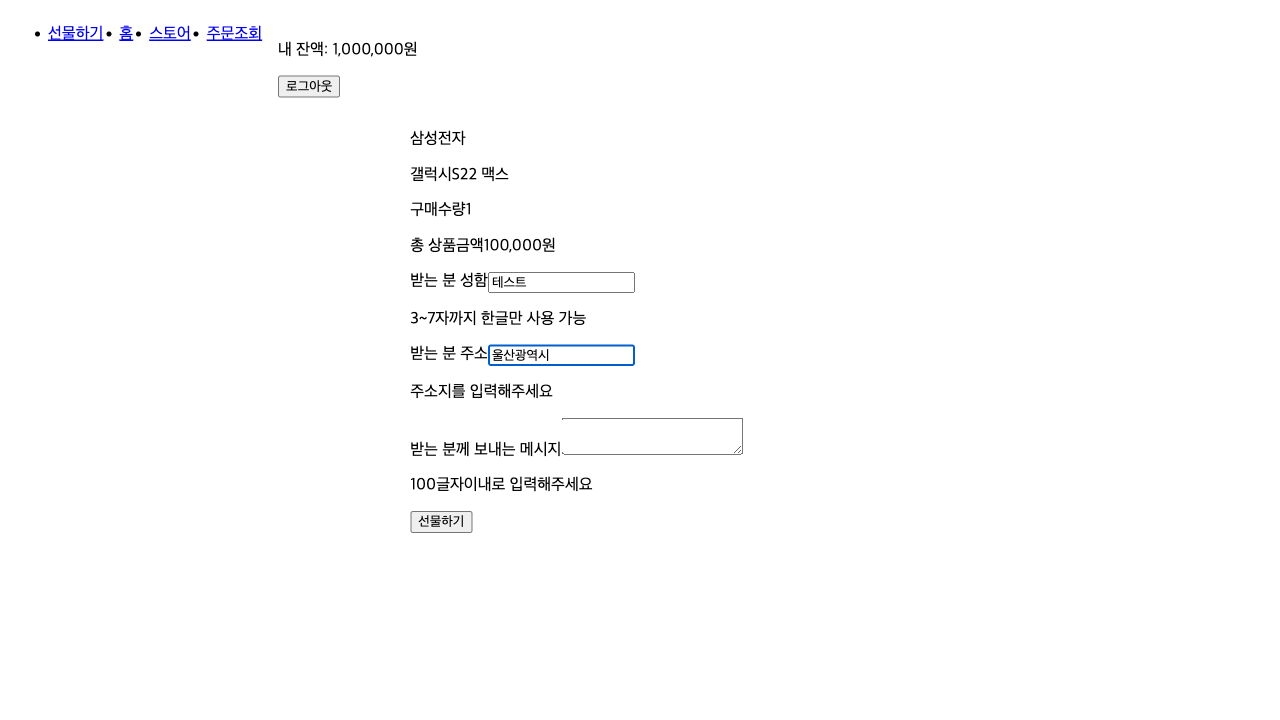 선물하기 홈 스토어 주문조회
내 잔액: 1,000,000원
로그아웃
삼성전자
갤럭시S22 맥스
구매수량1
총 상품금액100,000원
받는 분 성함 테스트
3~7자까지 한글만 사용 가능
받는 분 주소 울산광역시
주소지를 입력해주세요
받는 분께 보내는 메시지
100글자이내로 입력해주세요
선물하기